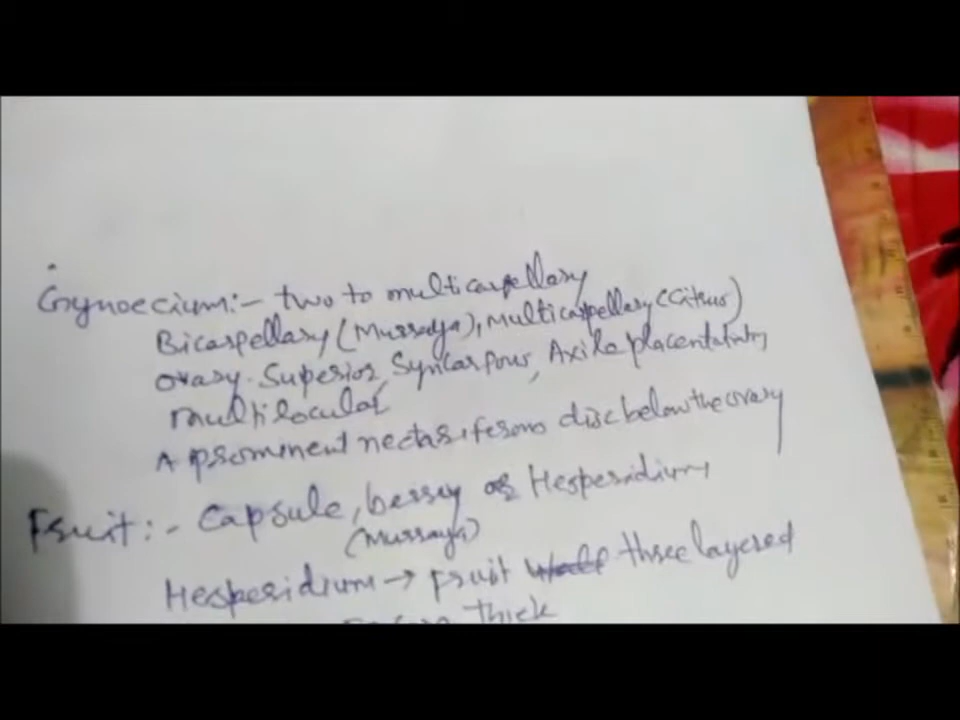 Gynoecium:- two to multicarpellary
Bicarpellary (Murraya), Multicarpellary (Citrus)
Ovary. Superior, Syncarpous, Axile placentation,
multilocular
A prominent nectariferous disc below the ovary
Fruit:- Capsule, berry or Hesperidium,
(Murraya)
Hesperidium → Fruit three layered
thick